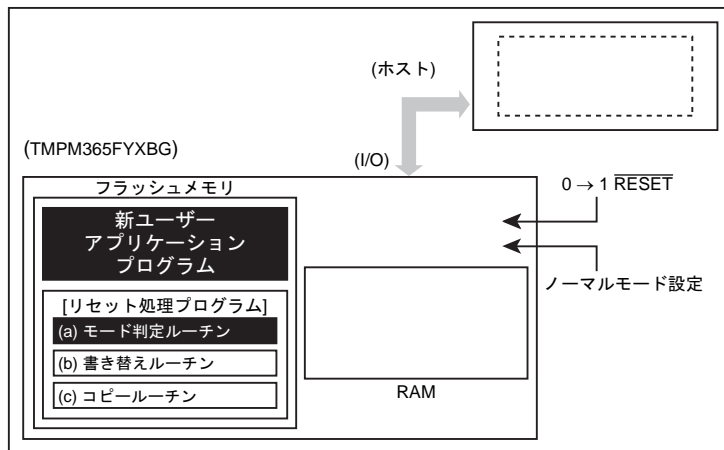 (ホスト)
(TMPM365FYXBG)
(I/O)
フラッシュメモリ
新ユーザー
アプリケーション
プログラム
[リセット処理プログラム]
(a) モード判定ルーチン
(b) 書き替えルーチン
(c) コピールーチン
RAM
0 → 1 RESET
ノーマルモード設定